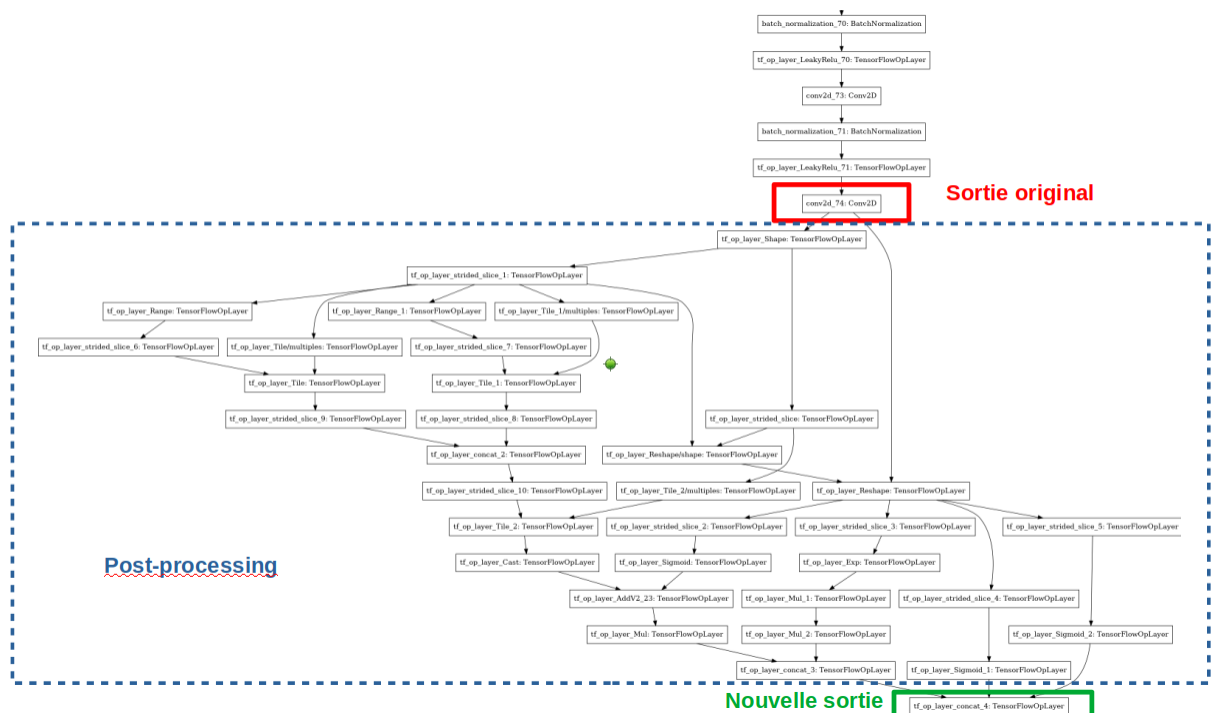 batch_normalization_70: BatchNormalization
tf_op_layer_LeakyRelu_70: TensorFlowOpLayer
conv2d_73: Conv2D
batch_normalization_71: BatchNormalization
tf_op_layer_LeakyRelu_71: TensorFlowOpLayer
Sortie original
conv2d_74: Conv2D
tf_op_layer_Shape: TensorFlowOpLayer
tf_op_layer_strided_slice_1: TensorFlowOpLayer
tf_op_layer_Range: TensorFlowOpLayer
tf_op_layer_Range_1: TensorFlowOpLayer
tf_op_layer_Tile_1/multiples: TensorFlowOpLayer
tf_op_layer_strided_slice_6: TensorFlowOpLayer
tf_op_layer_Tile/multiples: TensorFlowOpLayer
tf_op_layer_strided_slice_7: TensorFlowOpLayer
tf_op_layer_Tile: TensorFlowOpLayer
tf_op_layer_Tile_1: TensorFlowOpLayer
tf_op_layer_strided_slice_9: TensorFlowOpLayer
tf_op_layer_strided_slice_8: TensorFlowOpLayer
tf_op_layer_strided_slice: TensorFlowOpLayer
tf_op_layer_concat_2: TensorFlowOpLayer
tf_op_layer_Reshape/shape: TensorFlowOpLayer
tf_op_layer_strided_slice_10: TensorFlowOpLayer
tf_op_layer_Tile_2/multiples: TensorFlowOpLayer
tf_op_layer_Reshape: TensorFlowOpLayer
tf_op_layer_Tile_2: TensorFlowOpLayer
tf_op_layer_strided_slice_2: TensorFlowOpLayer
tf_op_layer_strided_slice_3: TensorFlowOpLayer
tf_op_layer_strided_slice_5: TensorFlowOpLayer
Post-processing
tf_op_layer_Cast: TensorFlowOpLayer
tf_op_layer_Sigmoid: TensorFlowOpLayer
tf_op_layer_Exp: TensorFlowOpLayer
tf_op_layer_AddV2_23: TensorFlowOpLayer
tf_op_layer_Mul_1: TensorFlowOpLayer
tf_op_layer_strided_slice_4: TensorFlowOpLayer
tf_op_layer_Mul: TensorFlowOpLayer
tf_op_layer_Mul_2: TensorFlowOpLayer
tf_op_layer_Sigmoid_2: TensorFlowOpLayer
tf_op_layer_concat_3: TensorFlowOpLayer
tf_op_layer_Sigmoid_1: TensorFlowOpLayer
Nouvelle sortie
tf_op_layer_concat_4: TensorFlowOpLayer